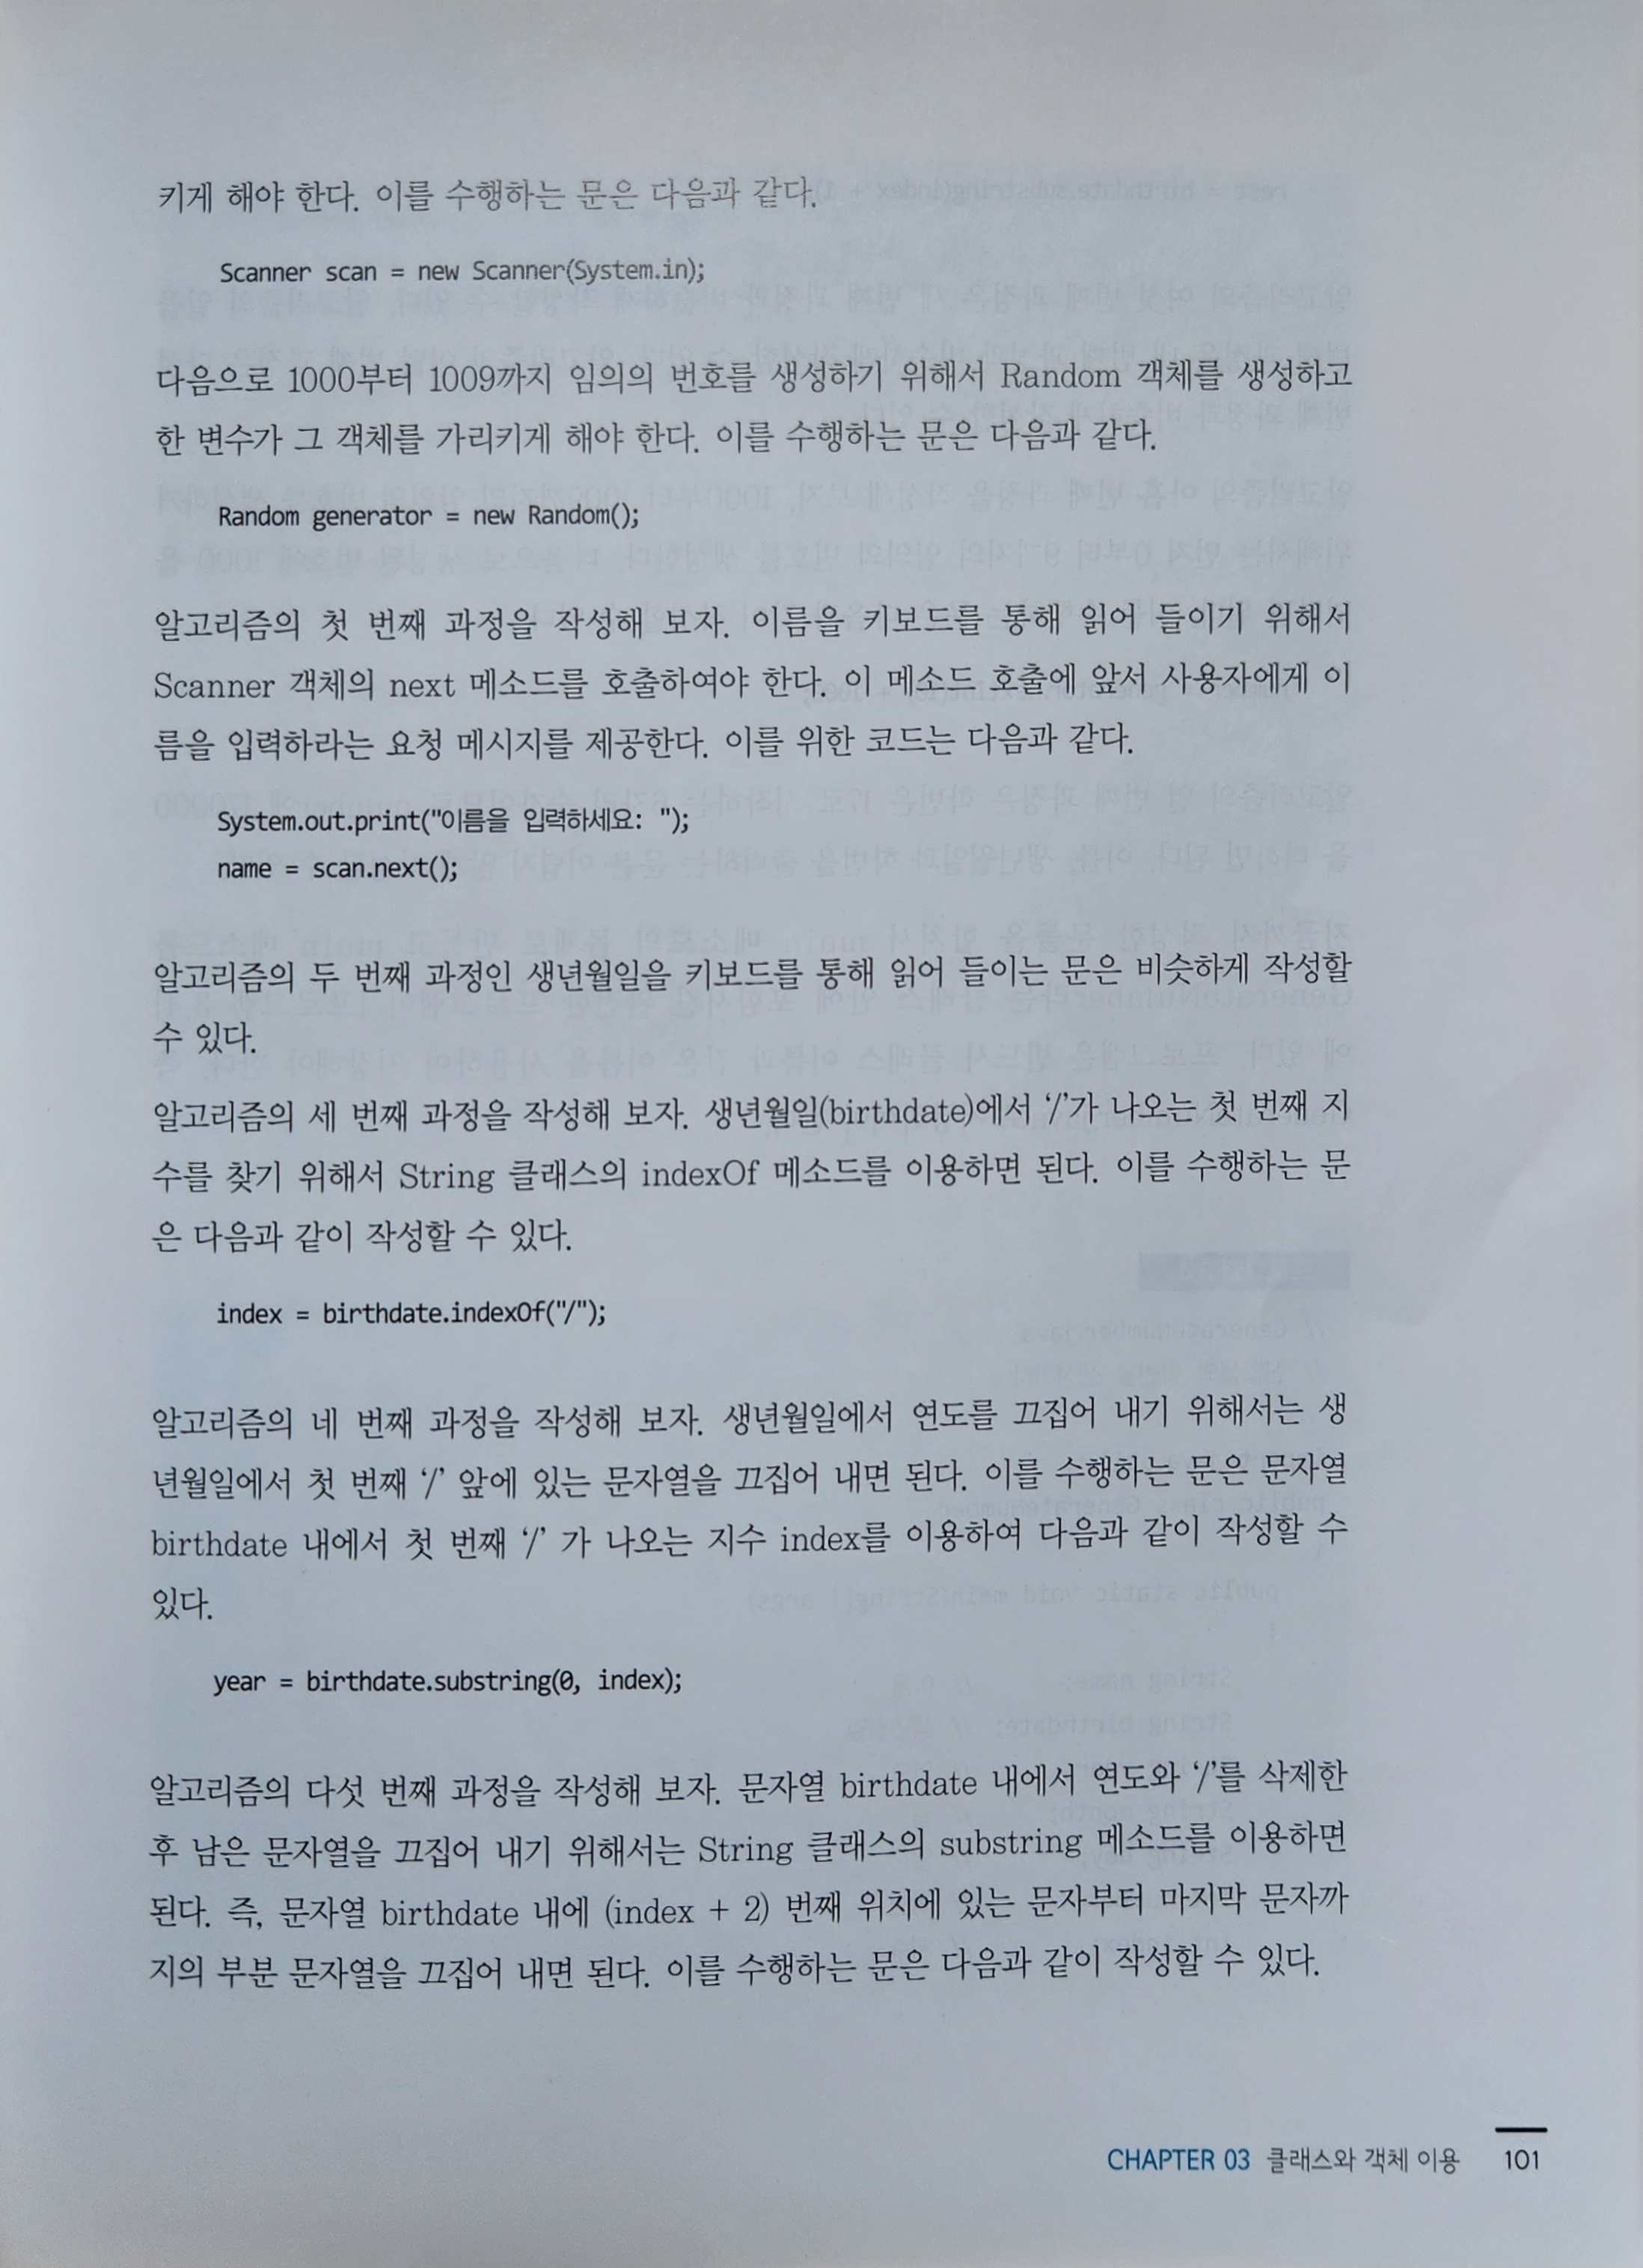 키게 해야 한다. 이를 수행하는 문은 다음과 같다.
Scanner scan = new Scanner(System.in);
다음으로 1000부터 1009까지 임의의 번호를 생성하기 위해서 Random 객체를 생성하고
한 변수가 그 객체를 가리키게 해야 한다. 이를 수행하는 문은 다음과 같다.
Random generator = new Random();
알고리즘의 첫 번째 과정을 작성해 보자. 이름을 키보드를 통해 읽어 들이기 위해서
Scanner 객체의 next 메소드를 호출하여야 한다. 이 메소드 호출에 앞서 사용자에게 이
름을 입력하라는 요청 메시지를 제공한다. 이를 위한 코드는 다음과 같다.
System.out.print("이름을 입력하세요: ");
name = scan.next();
알고리즘의 두 번째 과정인 생년월일을 키보드를 통해 읽어 들이는 문은 비슷하게 작성할
수 있다.
알고리즘의 세 번째 과정을 작성해 보자. 생년월일(birthdate)에서 ‘/’가 나오는 첫 번째 지
수를 찾기 위해서 String 클래스의 indexOf 메소드를 이용하면 된다. 이를 수행하는 문
은 다음과 같이 작성할 수 있다.
index = birthdate.indexOf("/");
알고리즘의 네 번째 과정을 작성해 보자. 생년월일에서 연도를 끄집어 내기 위해서는 생
년월일에서 첫 번째 ‘/’ 앞에 있는 문자열을 끄집어 내면 된다. 이를 수행하는 문은 문자열
birthdate 내에서 첫 번째 ‘/’ 가 나오는 지수 index를 이용하여 다음과 같이 작성할 수
있다.
year = birthdate.substring(0, index);
알고리즘의 다섯 번째 과정을 작성해 보자. 문자열 birthdate 내에서 연도와 ‘/’를 삭제한
후 남은 문자열을 끄집어 내기 위해서는 String 클래스의 substring 메소드를 이용하면
된다. 즉, 문자열 birthdate 내에 (index + 2) 번째 위치에 있는 문자부터 마지막 문자까
지의 부분 문자열을 끄집어 내면 된다. 이를 수행하는 문은 다음과 같이 작성할 수 있다.
CHAPTER 03 클래스와 객체 이용 101